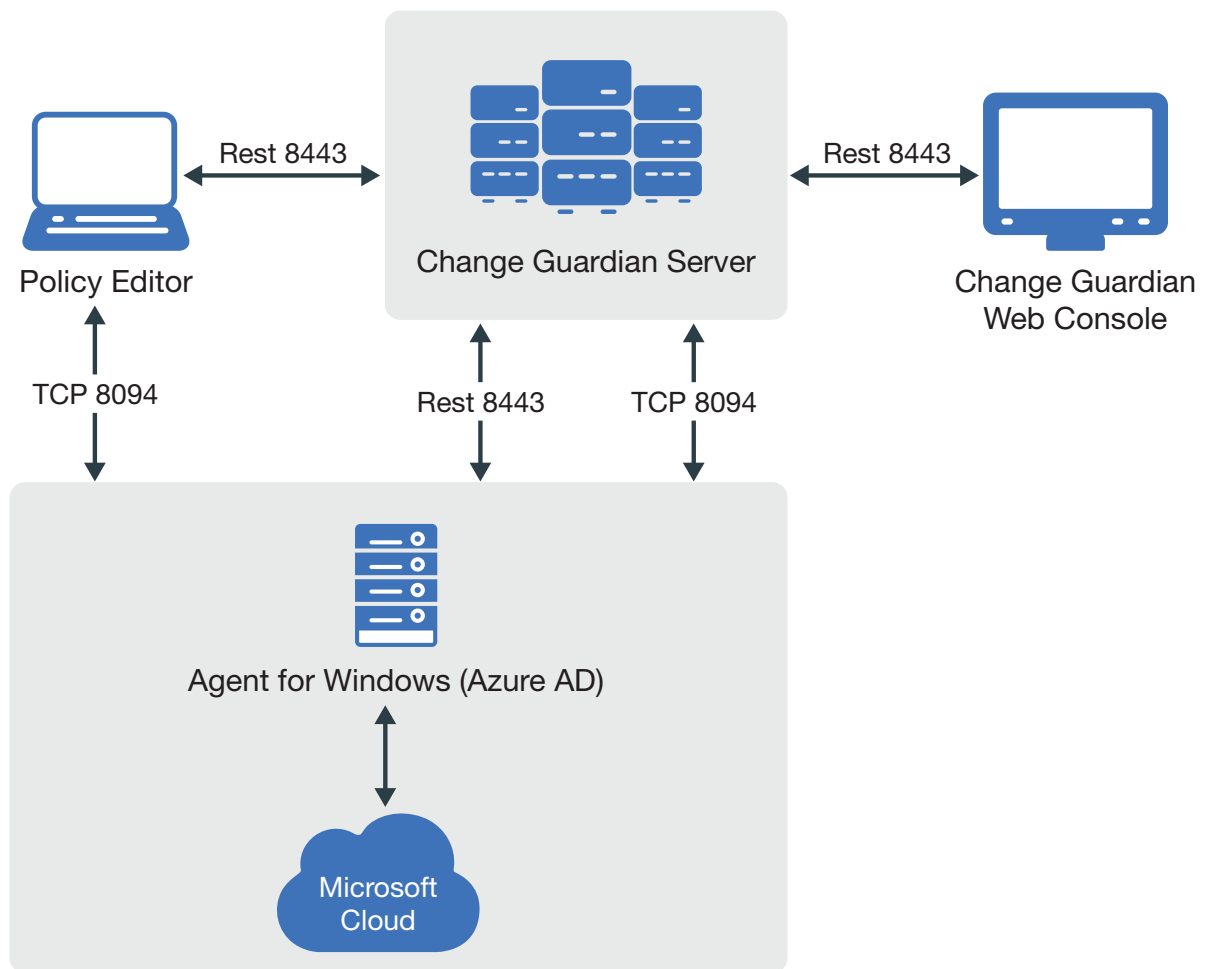 Rest 8443
Rest 8443
Change Guardian Server
Policy Editor
Change Guardian
Web Console
TCP 8094
Rest 8443
TCP 8094
Agent for Windows (Azure AD)
Microsoft
Cloud